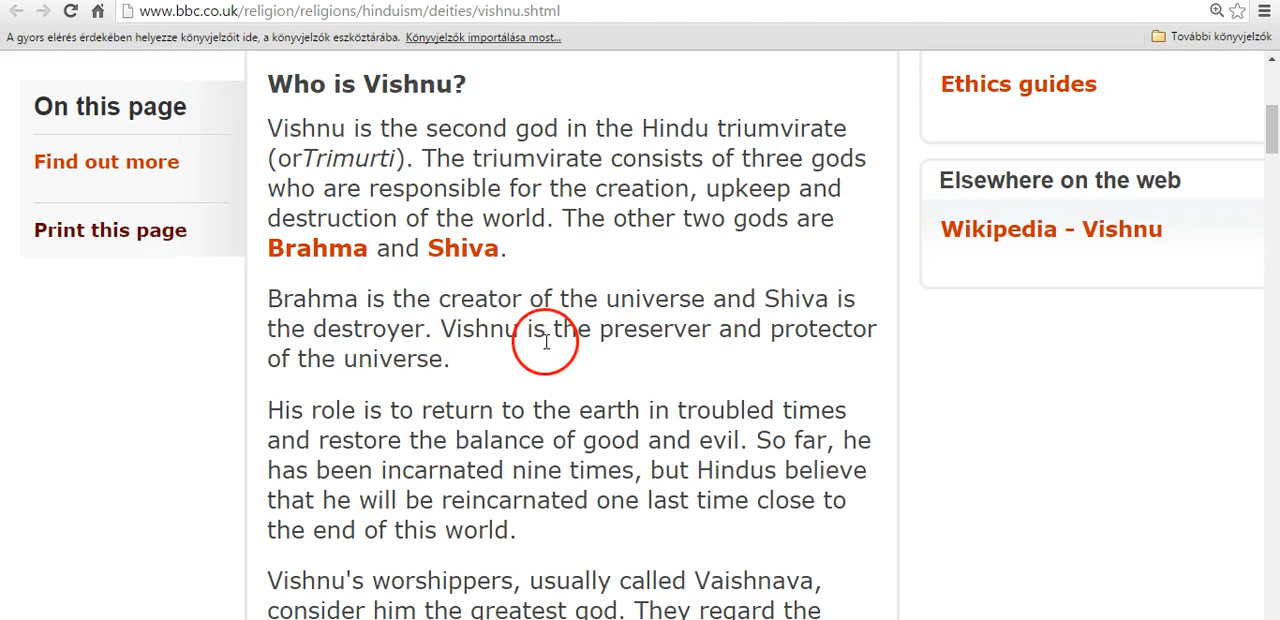 www.bbc.co.uk/religion/religions/hinduism/deities/vishnu.shtml
A gyors elérés érdekében helyezze könyvjelzőit ide, a könyvjelzők eszköztárába. Könyvjelzők importálása most...
További könyvjelzők
On this page
Find out more
Print this page
Who is Vishnu?
Vishnu is the second god in the Hindu triumvirate
(orTrimurti). The triumvirate consists of three gods
who are responsible for the creation, upkeep and
destruction of the world. The other two gods are
Brahma and Shiva.
Brahma is the creator of the universe and Shiva is
the destroyer. Vishnu is the preserver and protector
of the universe.
His role is to return to the earth in troubled times
and restore the balance of good and evil. So far, he
has been incarnated nine times, but Hindus believe
that he will be reincarnated one last time close to
the end of this world.
Vishnu's worshippers, usually called Vaishnava,
consider him the greatest god. They regard the
Ethics guides
Elsewhere on the web
Wikipedia - Vishnu